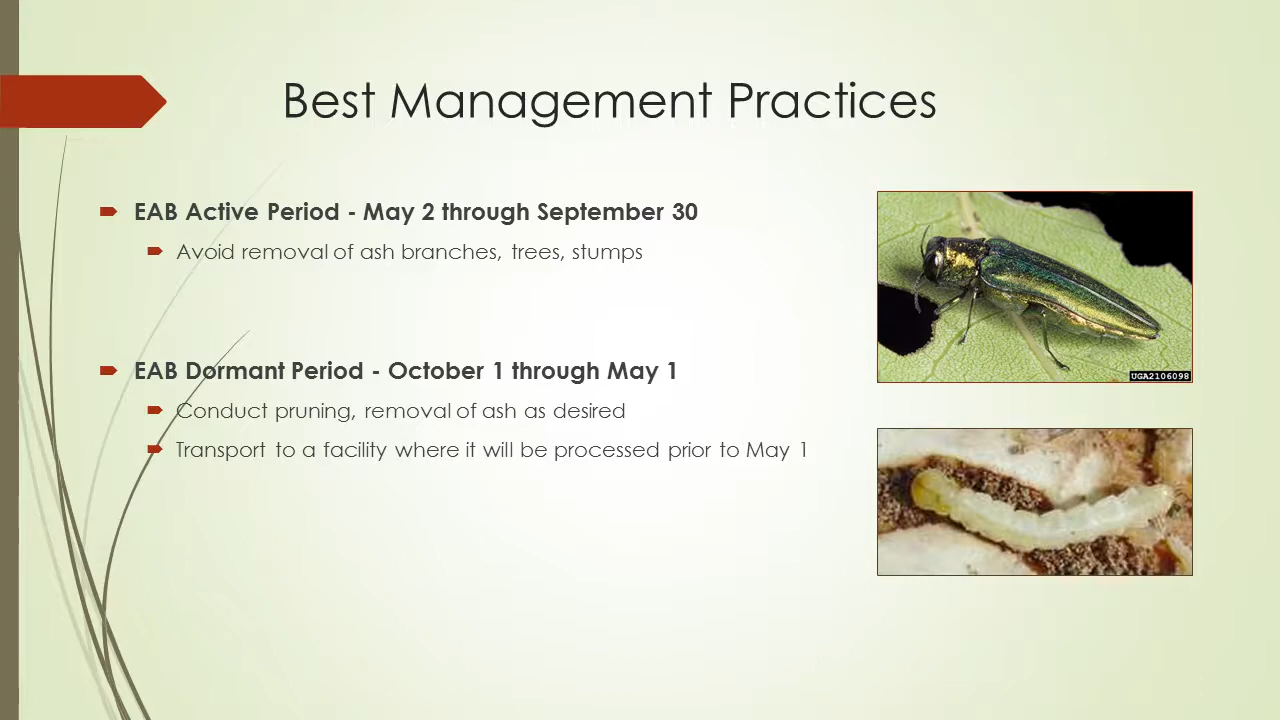 Best Management Practices
EAB Active Period - May 2 through September 30
Avoid removal of ash branches, trees, stumps
EAB Dormant Period - October 1 through May 1
Conduct pruning, removal of ash as desired
Transport to a facility where it will be processed prior to May 1
UGA2106098